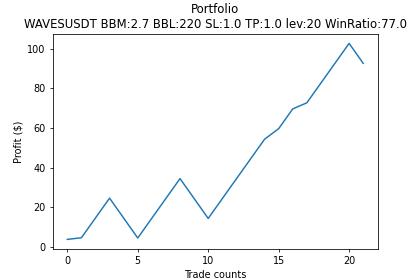 Portfolio
WAVESUSDT BBM:2.7 BBL:220 SL:1.0 TP:1.0 lev:20 WinRatio:77.0
100
80
60
40
20
0
Profit ($)
0 5 10 15 20
Trade counts